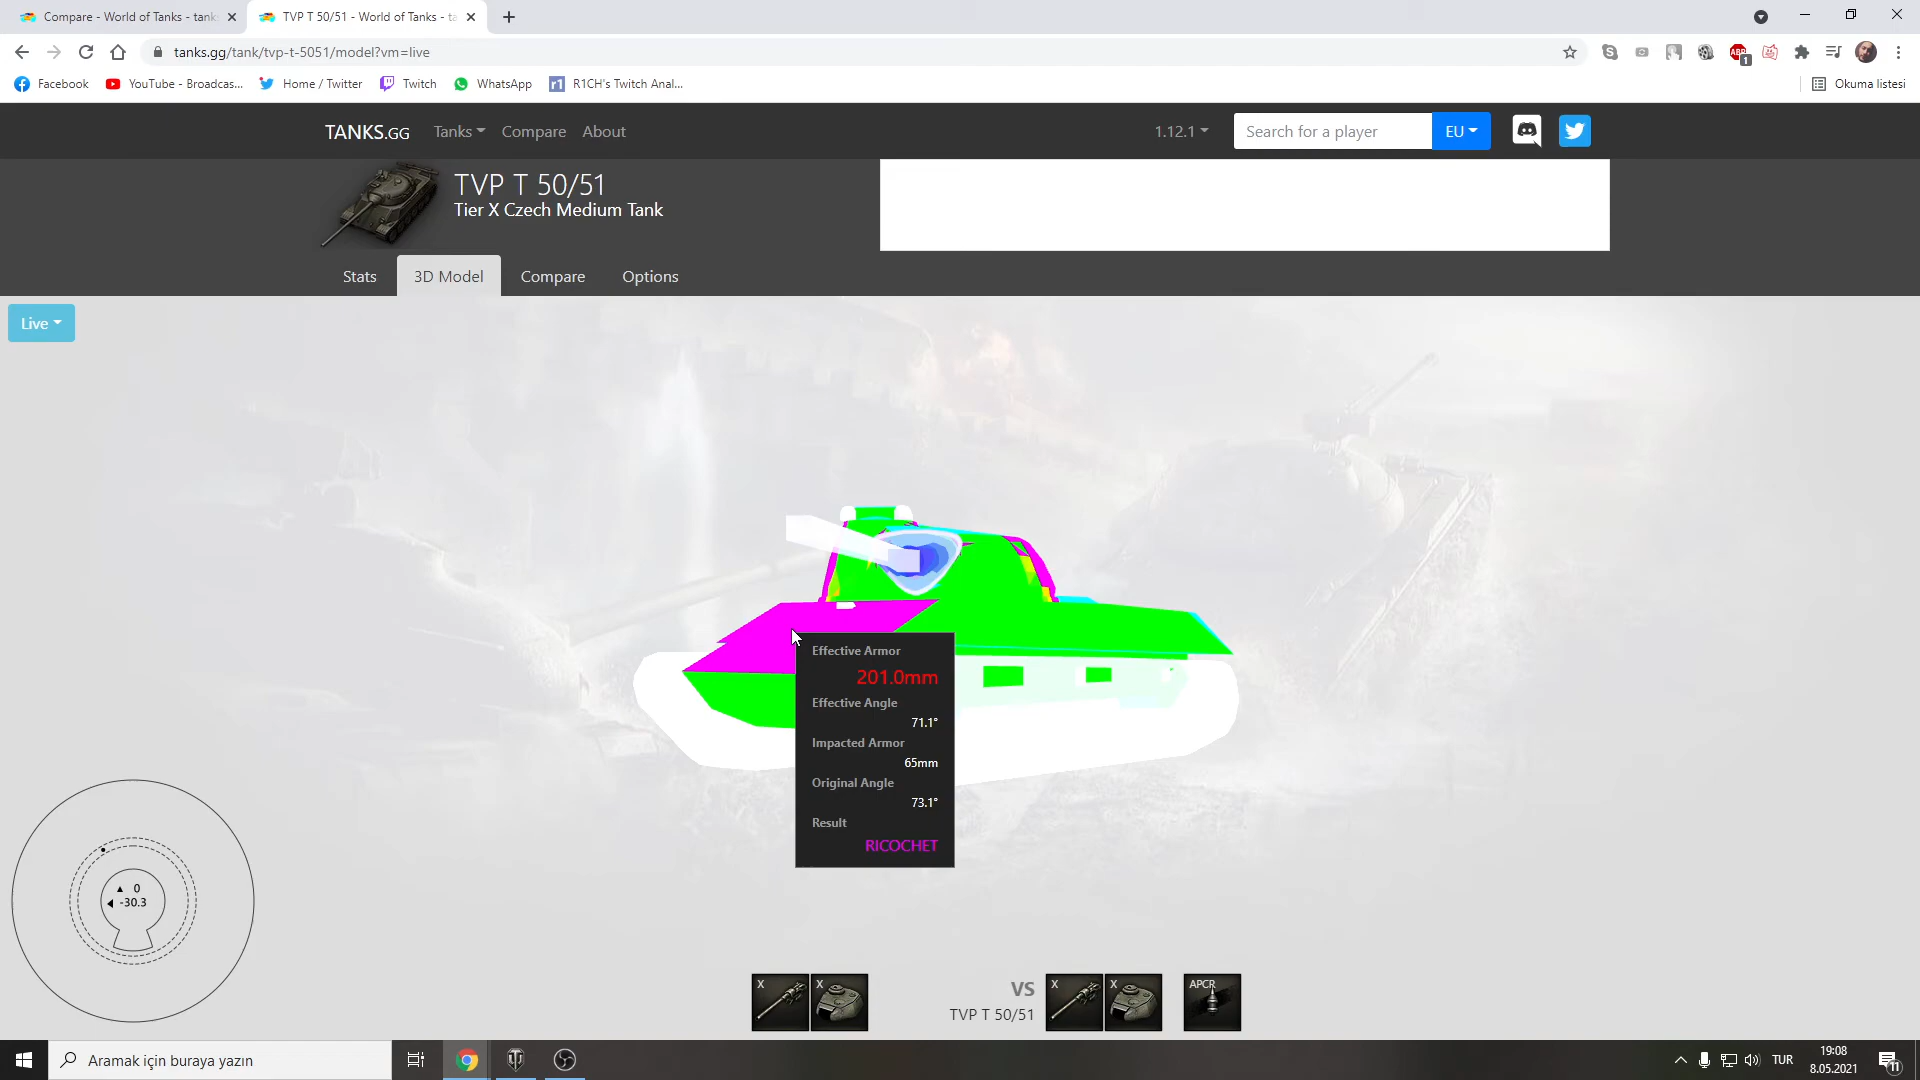 Compare - World of Tanks - tank
TVP T 50/51 - World of Tanks - ta
tanks.gg/tank/tvp-t-5051/model?vm=live
ABP
1
Facebook
YouTube - Broadcas...
Home / Twitter
Twitch
WhatsApp
r1
R1CH's Twitch Anal...
Okuma listesi
TANKS.GG
Tanks
Compare
About
1.12.1
Search for a player
EU
TVP T 50/51
Tier X Czech Medium Tank
Stats
3D Model
Compare
Options
Live
Effective Armor
201.0mm
Effective Angle
71.1°
Impacted Armor
65mm
Original Angle
73.1°
Result
RICOCHET
0
-30.3
X
X
VS
TVP T 50/51
X
X
APCR
Aramak için buraya yazın
TUR
19:08
8.05.2021
11